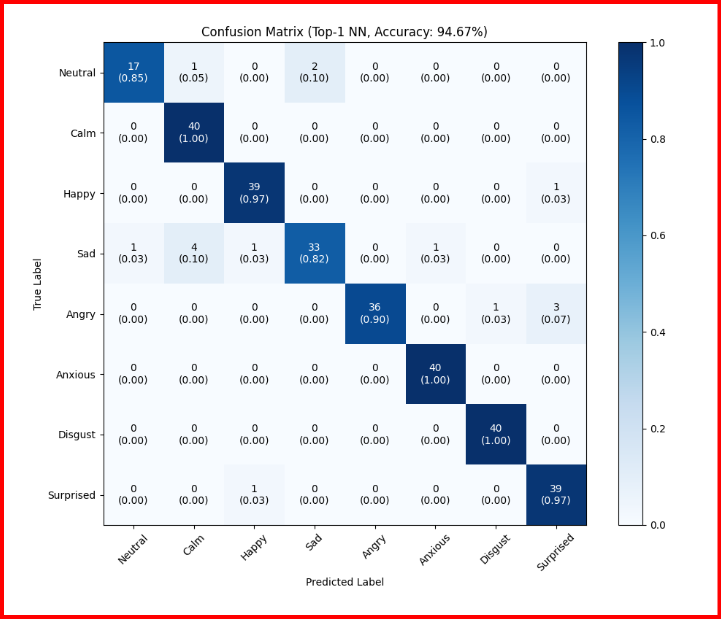 Confusion Matrix (Top-1 NN, Accuracy: 94.67%)
True Label
Neutral 17 1 0 2 0 0 0 0
(0.85) (0.05) (0.00) (0.10) (0.00) (0.00) (0.00) (0.00)
Calm 0 40 0 0 0 0 0 0
(0.00) (1.00) (0.00) (0.00) (0.00) (0.00) (0.00) (0.00)
Happy 0 0 39 0 0 0 0 1
(0.00) (0.00) (0.97) (0.00) (0.00) (0.00) (0.00) (0.03)
Sad 1 4 1 33 0 1 0 0
(0.03) (0.10) (0.03) (0.82) (0.00) (0.03) (0.00) (0.00)
Angry 0 0 0 0 36 0 1 3
(0.00) (0.00) (0.00) (0.00) (0.90) (0.00) (0.03) (0.07)
Anxious 0 0 0 0 0 40 0 0
(0.00) (0.00) (0.00) (0.00) (0.00) (1.00) (0.00) (0.00)
Disgust 0 0 0 0 0 0 40 0
(0.00) (0.00) (0.00) (0.00) (0.00) (0.00) (1.00) (0.00)
Surprised 0 0 1 0 0 0 0 39
(0.00) (0.00) (0.03) (0.00) (0.00) (0.00) (0.00) (0.97)
Neutral Calm Happy Sad Angry Anxious Disgust Surprised
Predicted Label
1.0
0.8
0.6
0.4
0.2
0.0